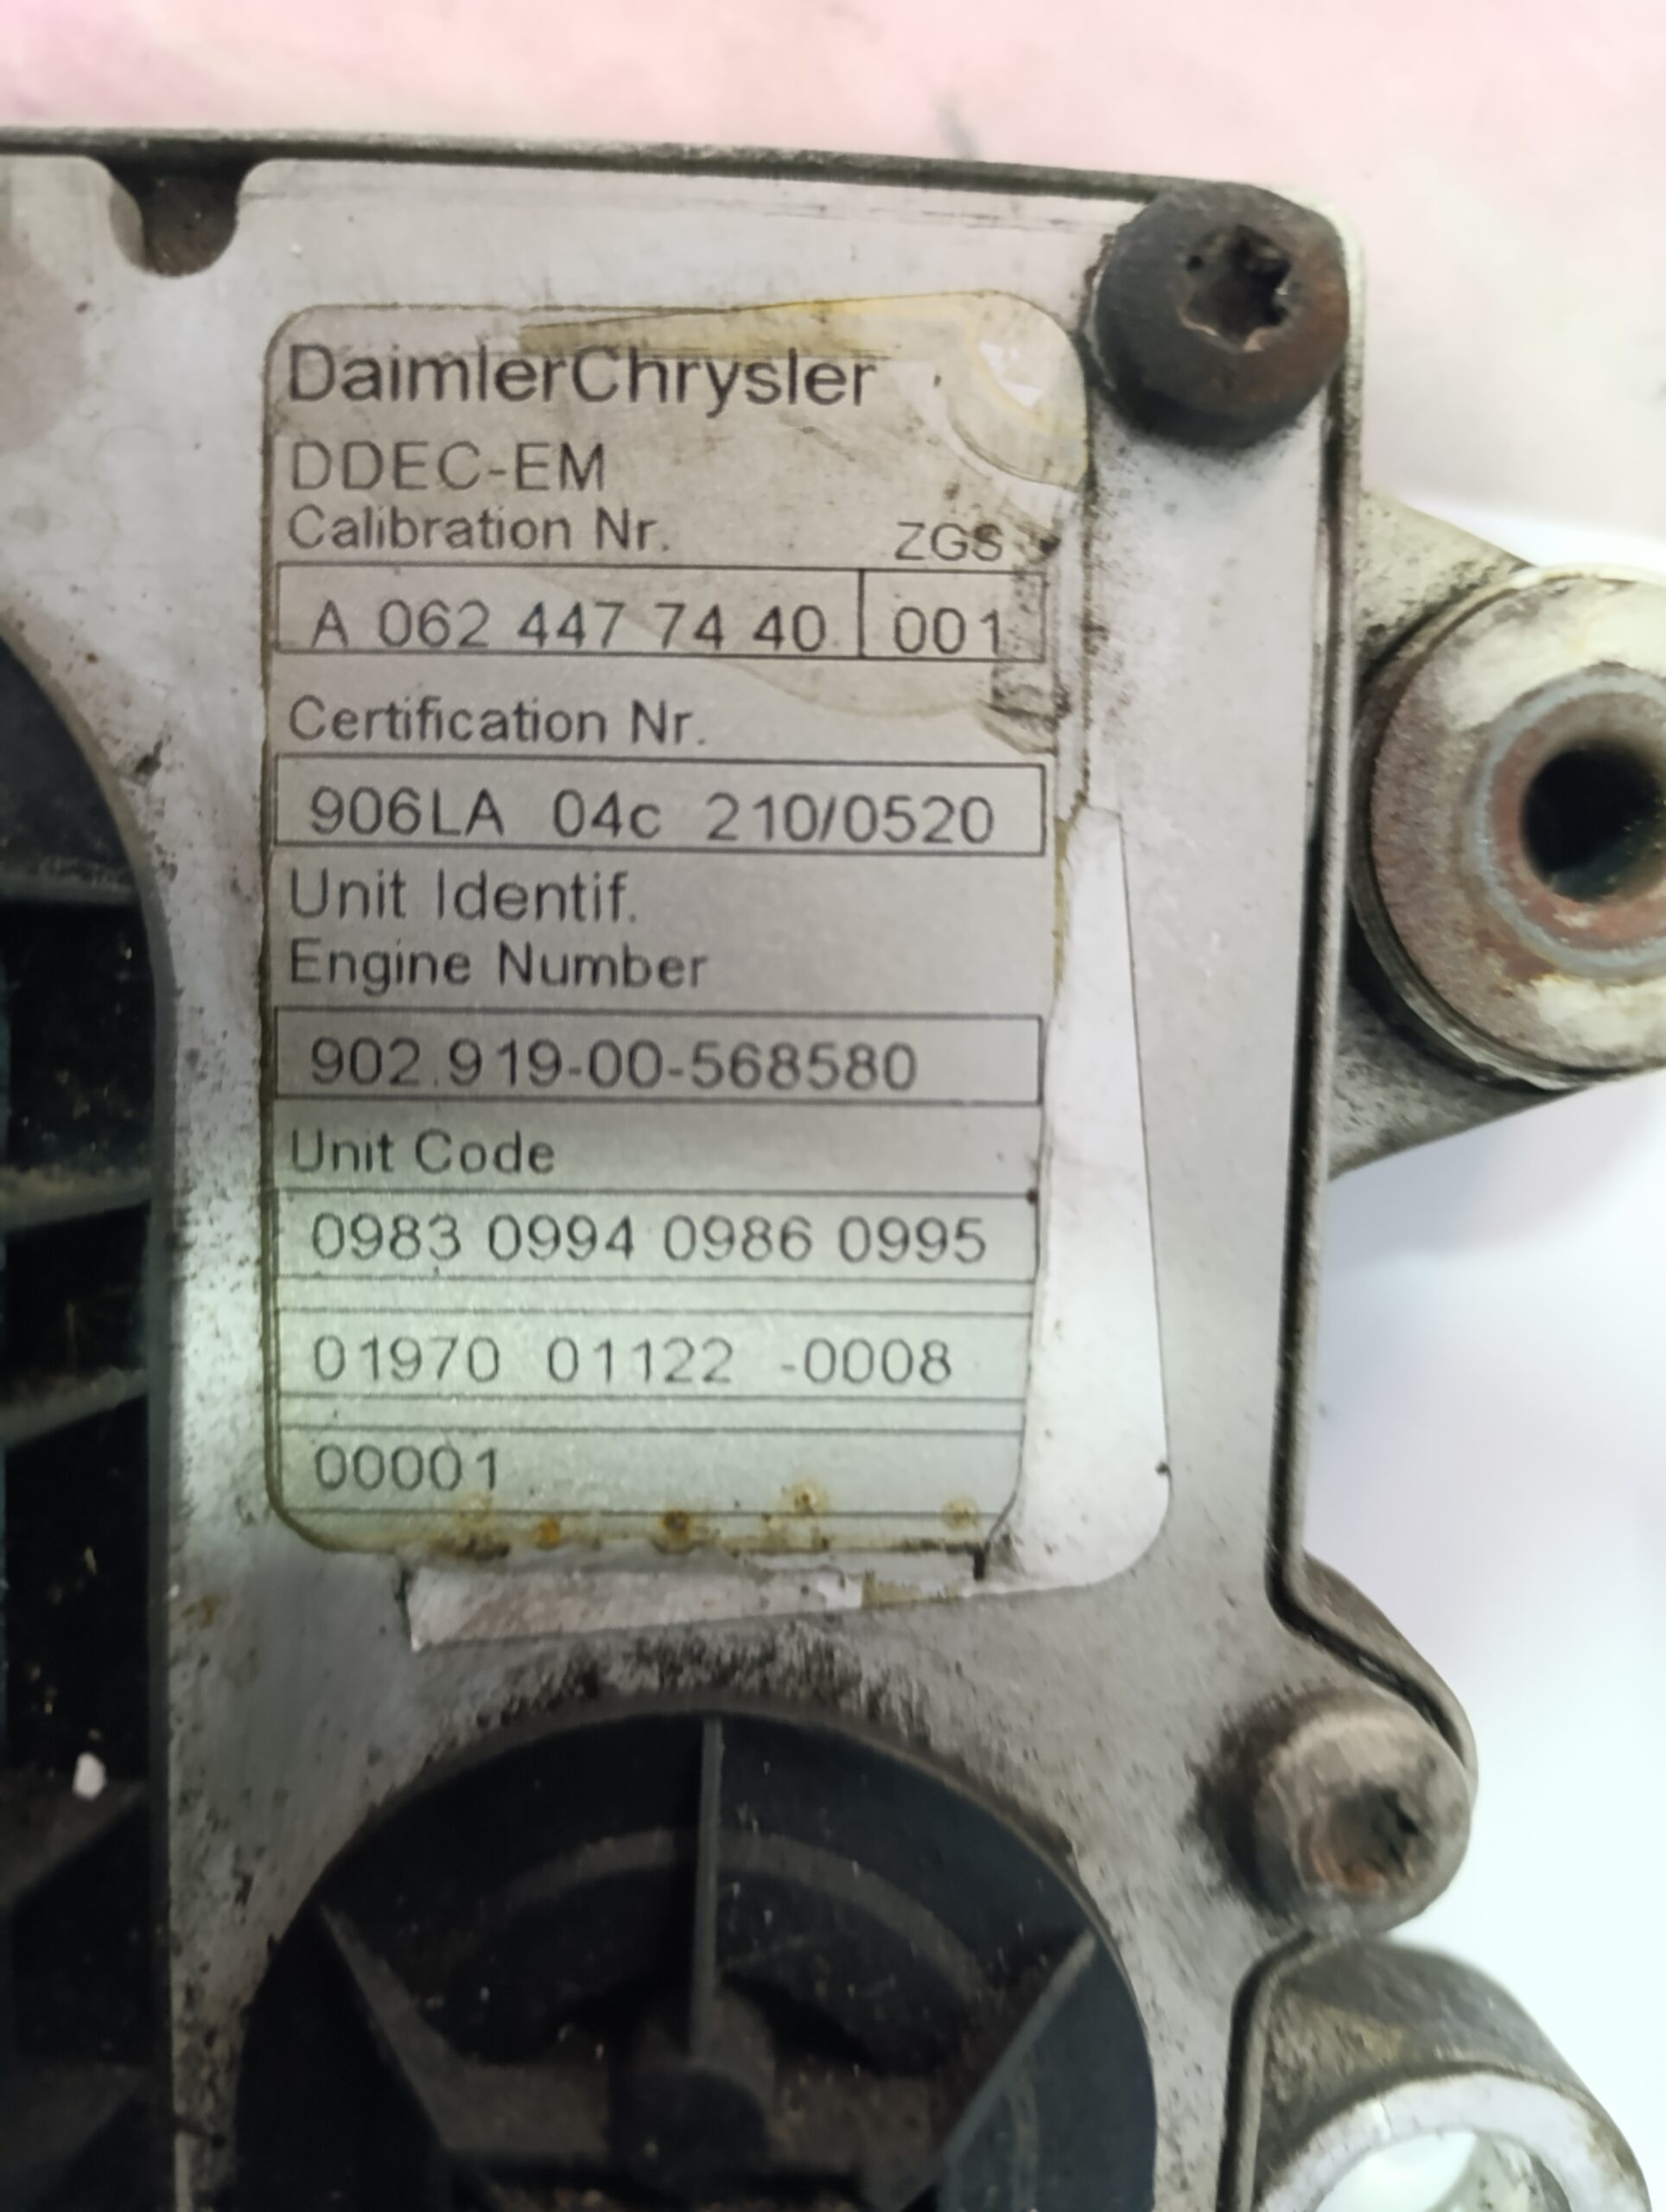 DaimlerChrysler
DDEC-EM
Calibration Nr. ZGS
A 062 447 74 40 001
Certification Nr.
906LA 04c 210/0520
Unit Identif.
Engine Number
902.919-00-568580
Unit Code
0983 0994 0986 0995
01970 01122 -0008
00001